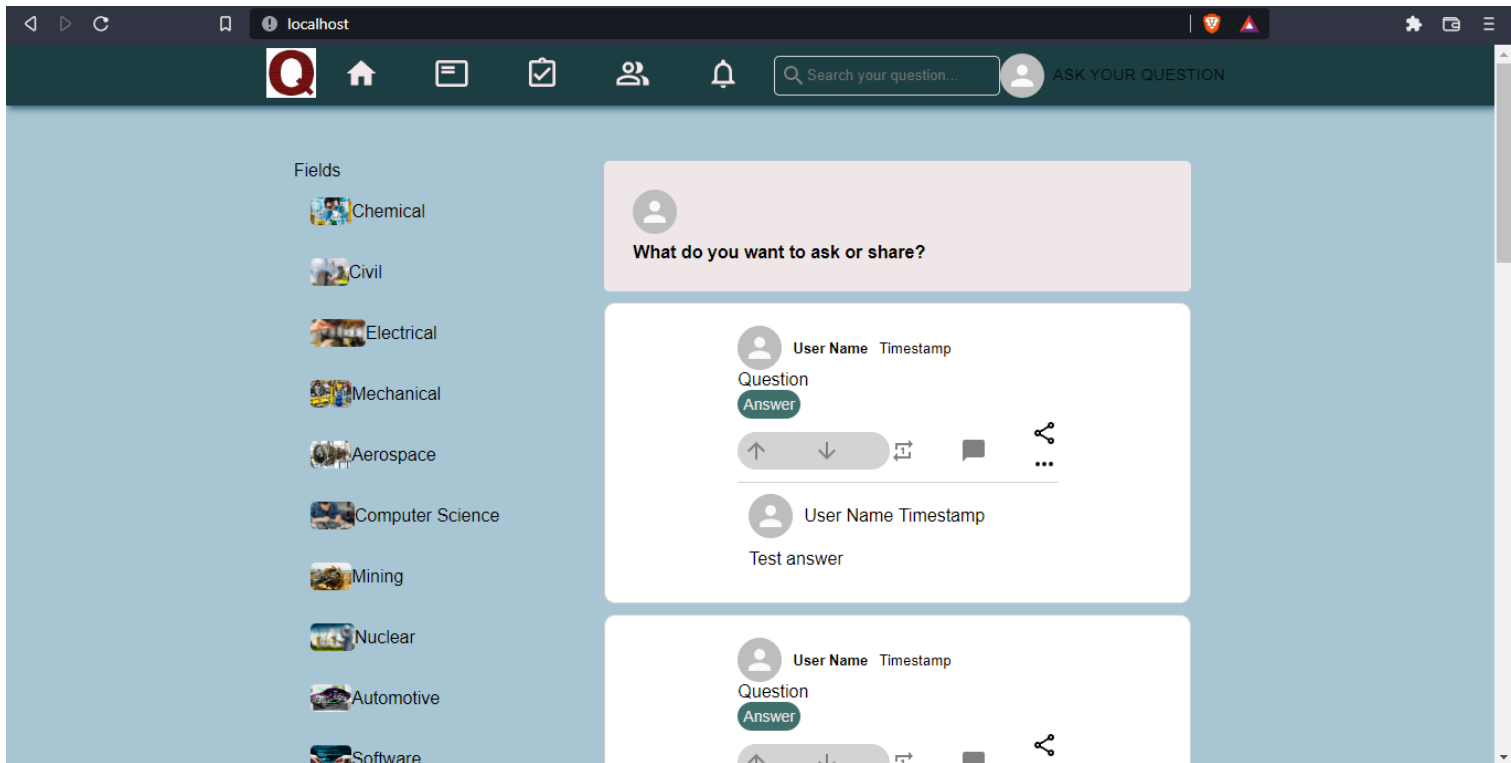 localhost
Q
Search your question...
ASK YOUR QUESTION
Fields
Chemical
Civil
Electrical
Mechanical
Aerospace
Computer Science
Mining
Nuclear
Automotive
Software
What do you want to ask or share?
User Name Timestamp
Question
Answer
User Name Timestamp
Test answer
User Name Timestamp
Question
Answer